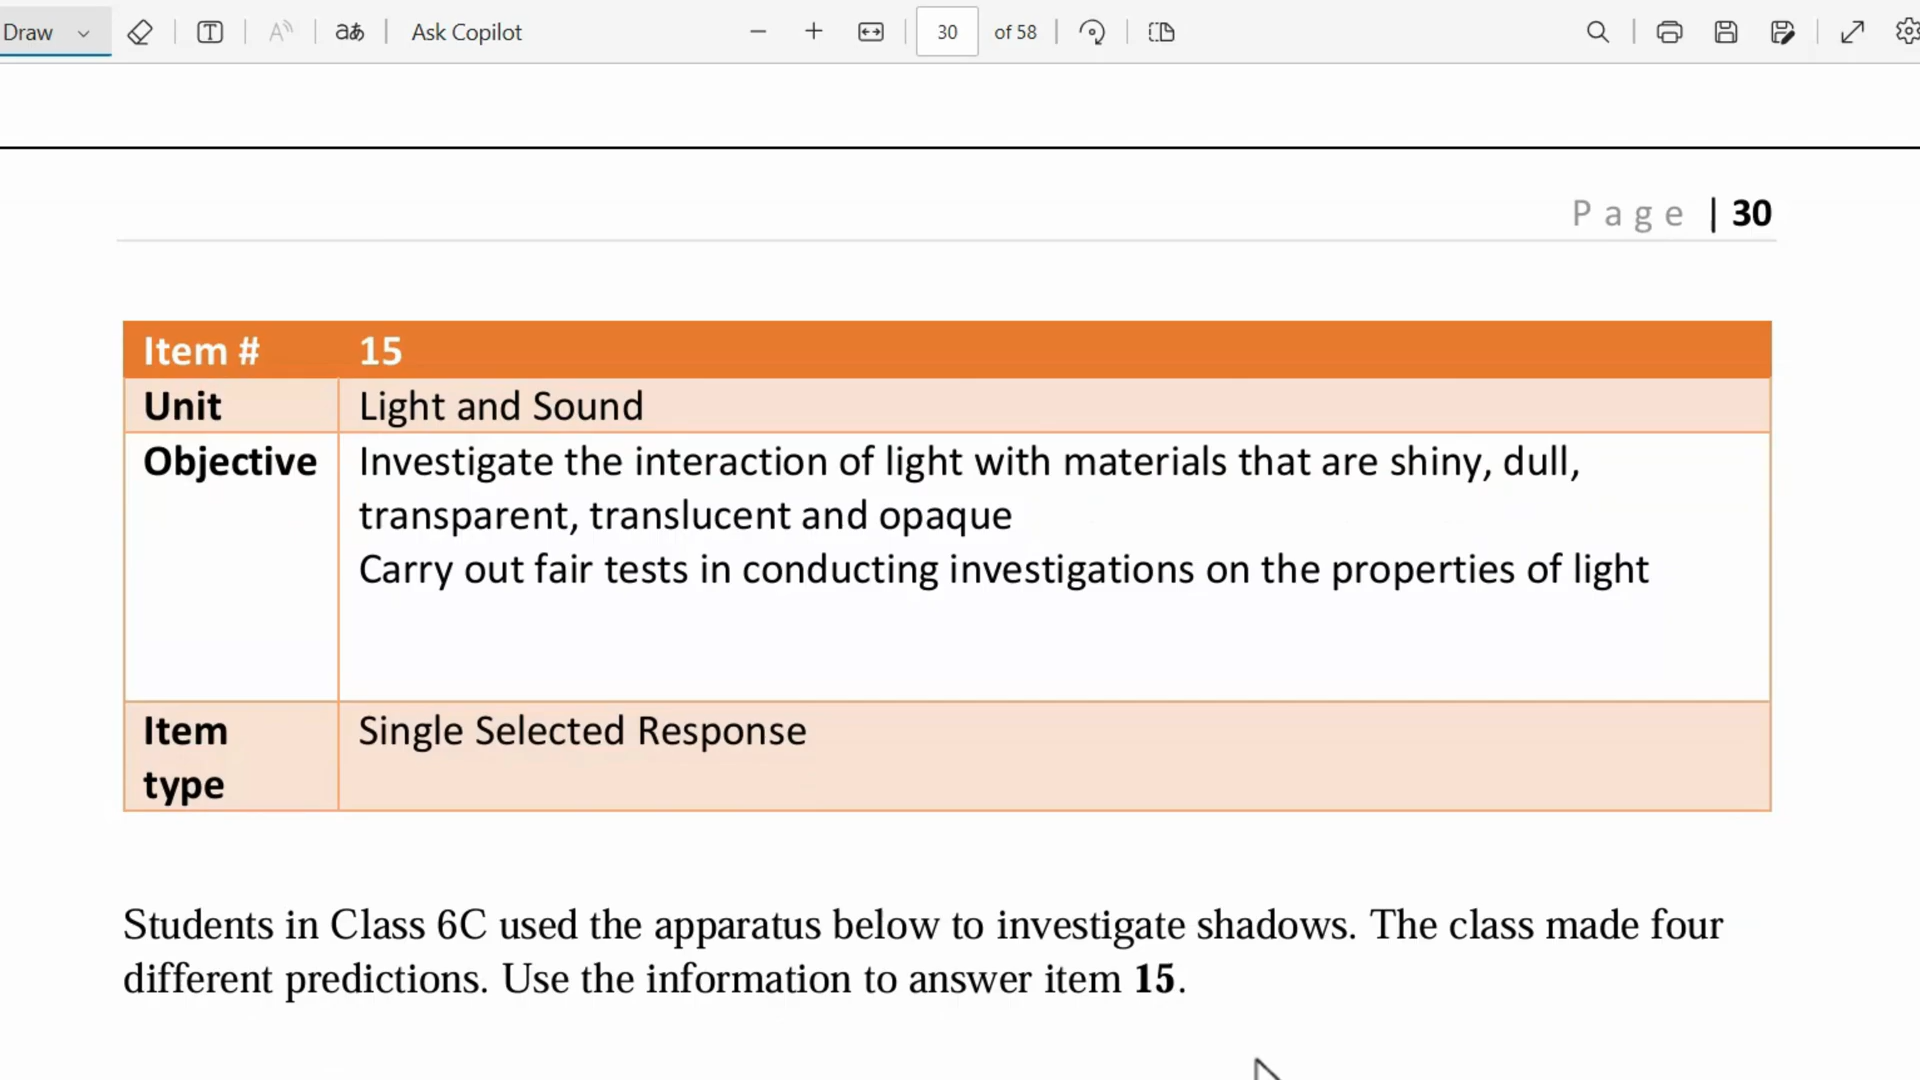 Draw aあ Ask Copilot 30 of 58
Page | 30
Item # 15
Unit Light and Sound
Objective Investigate the interaction of light with materials that are shiny, dull,
transparent, translucent and opaque
Carry out fair tests in conducting investigations on the properties of light
Item Single Selected Response
type
Students in Class 6C used the apparatus below to investigate shadows. The class made four
different predictions. Use the information to answer item 15.